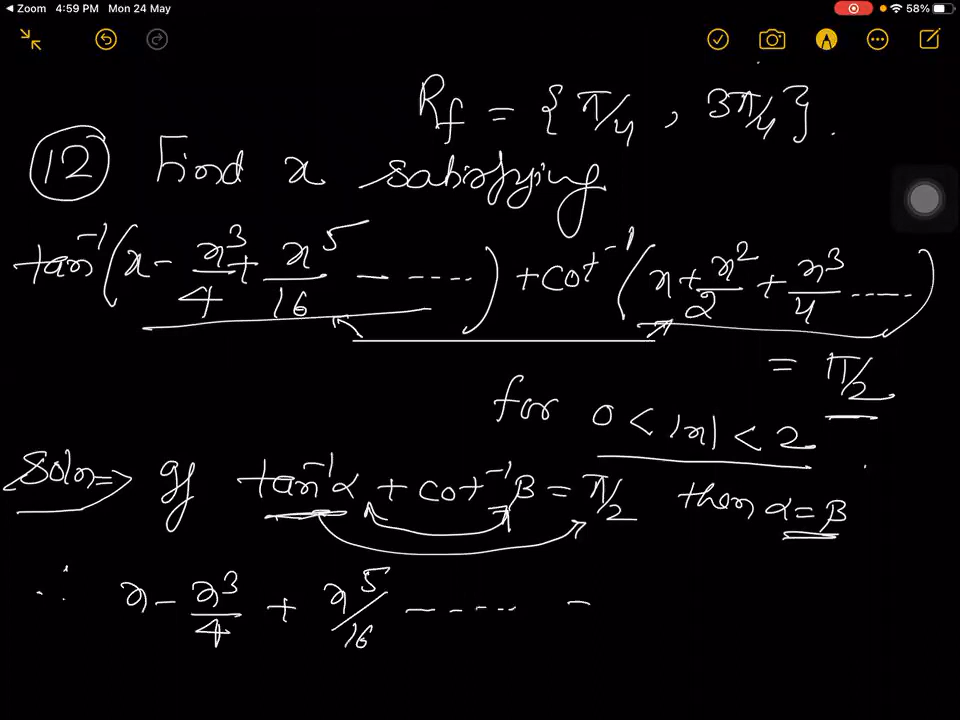 Zoom 4:59 PM Mon 24 May 58%
R_f = {π/4, 3π/4}.
12 Find x satisfying
tan⁻¹(x - x³/4 + x⁵/16 - .....) + cot⁻¹(x + x²/2 + x³/4 .....)
= π/2
for 0 < |x| < 2
Soln ⇒ If tan⁻¹α + cot⁻¹β = π/2 then α = β
∴ x - x³/4 + x⁵/16 ------- =